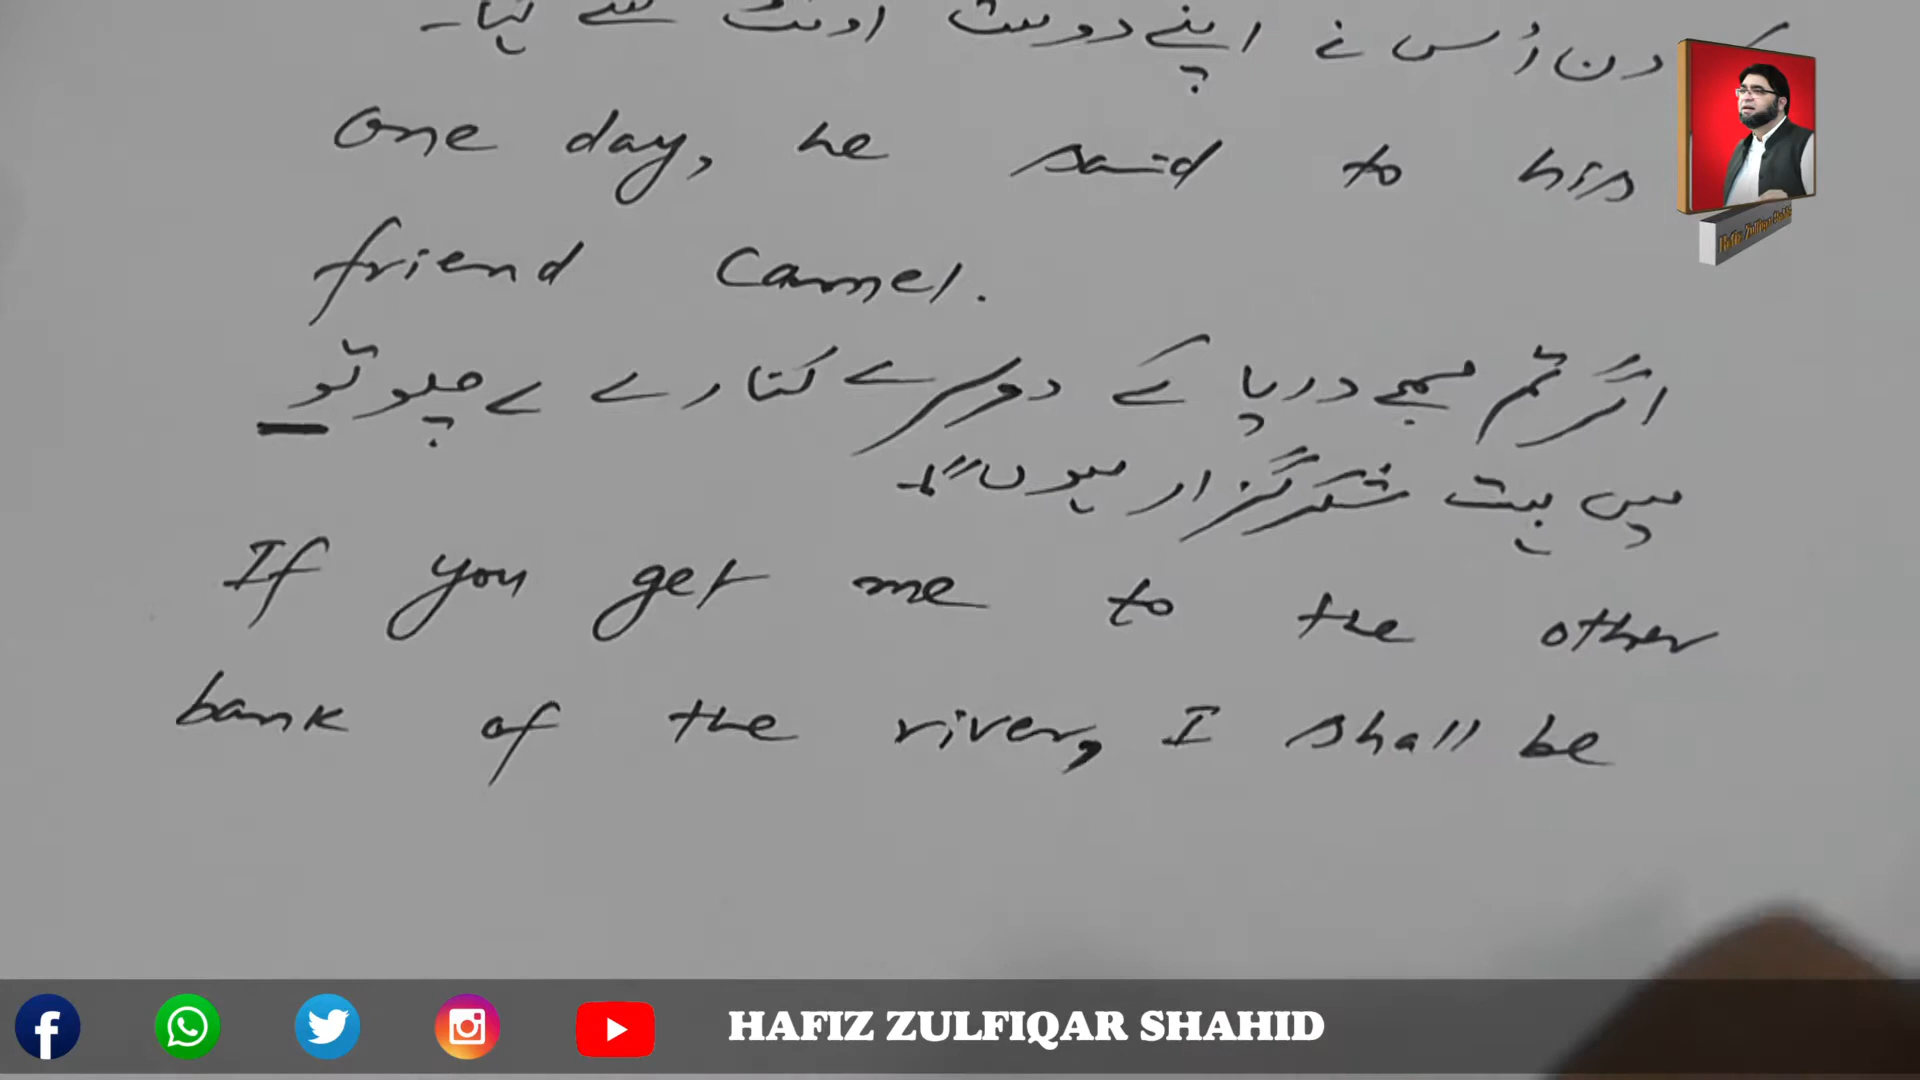 دن اُس نے اپنے دوست اونٹ سے کہا۔
One day, he said to his
friend Camel.
اگر تم مجھے دریا کے دوسرے کنارے لے چلو تو
میں بہت شکرگزار ہوں گا۔
If you get me to the other
bank of the river, I shall be
HAFIZ ZULFIQAR SHAHID